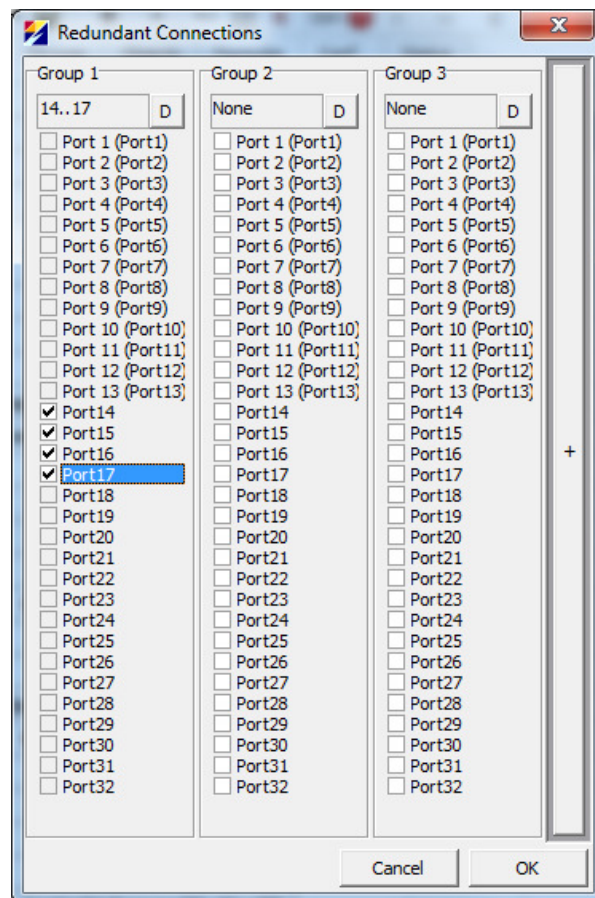 Redundant Connections
Group 1
14..17 D
Port 1 (Port1)
Port 2 (Port2)
Port 3 (Port3)
Port 4 (Port4)
Port 5 (Port5)
Port 6 (Port6)
Port 7 (Port7)
Port 8 (Port8)
Port 9 (Port9)
Port 10 (Port10)
Port 11 (Port11)
Port 12 (Port12)
Port 13 (Port13)
Port14
Port15
Port16
Port17
Port18
Port19
Port20
Port21
Port22
Port23
Port24
Port25
Port26
Port27
Port28
Port29
Port30
Port31
Port32
Group 2
None D
Port 1 (Port1)
Port 2 (Port2)
Port 3 (Port3)
Port 4 (Port4)
Port 5 (Port5)
Port 6 (Port6)
Port 7 (Port7)
Port 8 (Port8)
Port 9 (Port9)
Port 10 (Port10)
Port 11 (Port11)
Port 12 (Port12)
Port 13 (Port13)
Port14
Port15
Port16
Port17
Port18
Port19
Port20
Port21
Port22
Port23
Port24
Port25
Port26
Port27
Port28
Port29
Port30
Port31
Port32
Group 3
None D
Port 1 (Port1)
Port 2 (Port2)
Port 3 (Port3)
Port 4 (Port4)
Port 5 (Port5)
Port 6 (Port6)
Port 7 (Port7)
Port 8 (Port8)
Port 9 (Port9)
Port 10 (Port10)
Port 11 (Port11)
Port 12 (Port12)
Port 13 (Port13)
Port14
Port15
Port16
Port17
Port18
Port19
Port20
Port21
Port22
Port23
Port24
Port25
Port26
Port27
Port28
Port29
Port30
Port31
Port32
+
Cancel OK